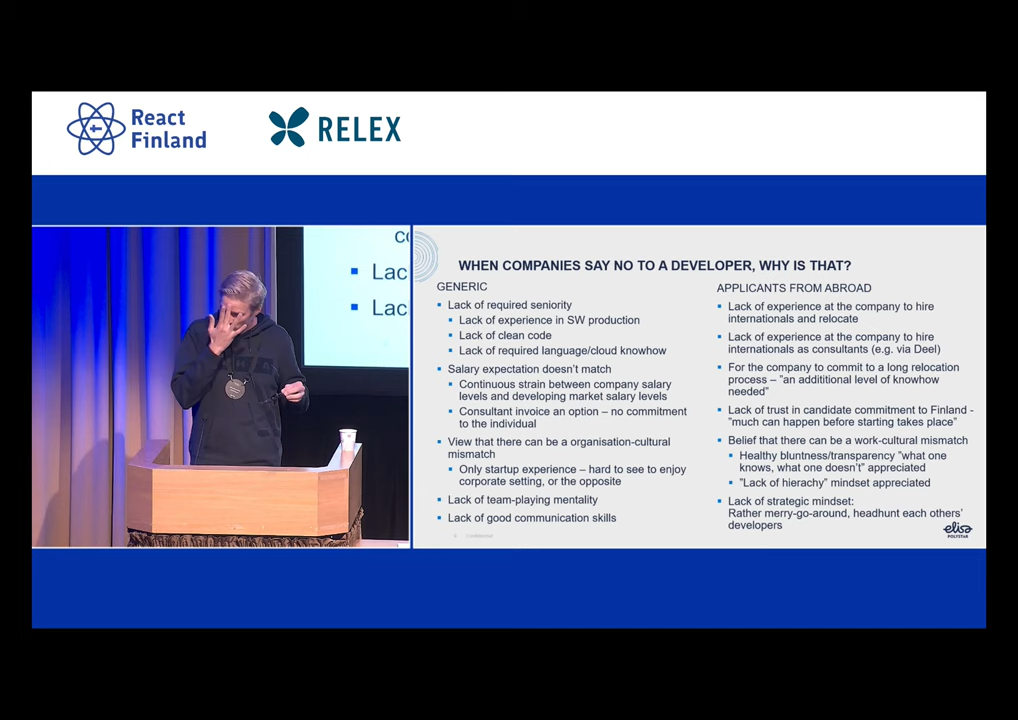 React
Finland
RELEX
Lac
Lac
WHEN COMPANIES SAY NO TO A DEVELOPER, WHY IS THAT?
GENERIC
Lack of required seniority
Lack of experience in SW production
Lack of clean code
Lack of required language/cloud knowhow
Salary expectation doesn't match
Continuous strain between company salary
levels and developing market salary levels
Consultant invoice an option – no commitment
to the individual
View that there can be a organisation-cultural
mismatch
Only startup experience – hard to see to enjoy
corporate setting, or the opposite
Lack of team-playing mentality
Lack of good communication skills
APPLICANTS FROM ABROAD
Lack of experience at the company to hire
internationals and relocate
Lack of experience at the company to hire
internationals as consultants (e.g. via Deel)
For the company to commit to a long relocation
process – "an addititional level of knowhow
needed"
Lack of trust in candidate commitment to Finland -
"much can happen before starting takes place"
Belief that there can be a work-cultural mismatch
Healthy bluntness/transparency "what one
knows, what one doesn't" appreciated
"Lack of hierachy" mindset appreciated
Lack of strategic mindset:
Rather merry-go-around, headhunt each others'
developers
Confidential
elisa
POLYSTAR